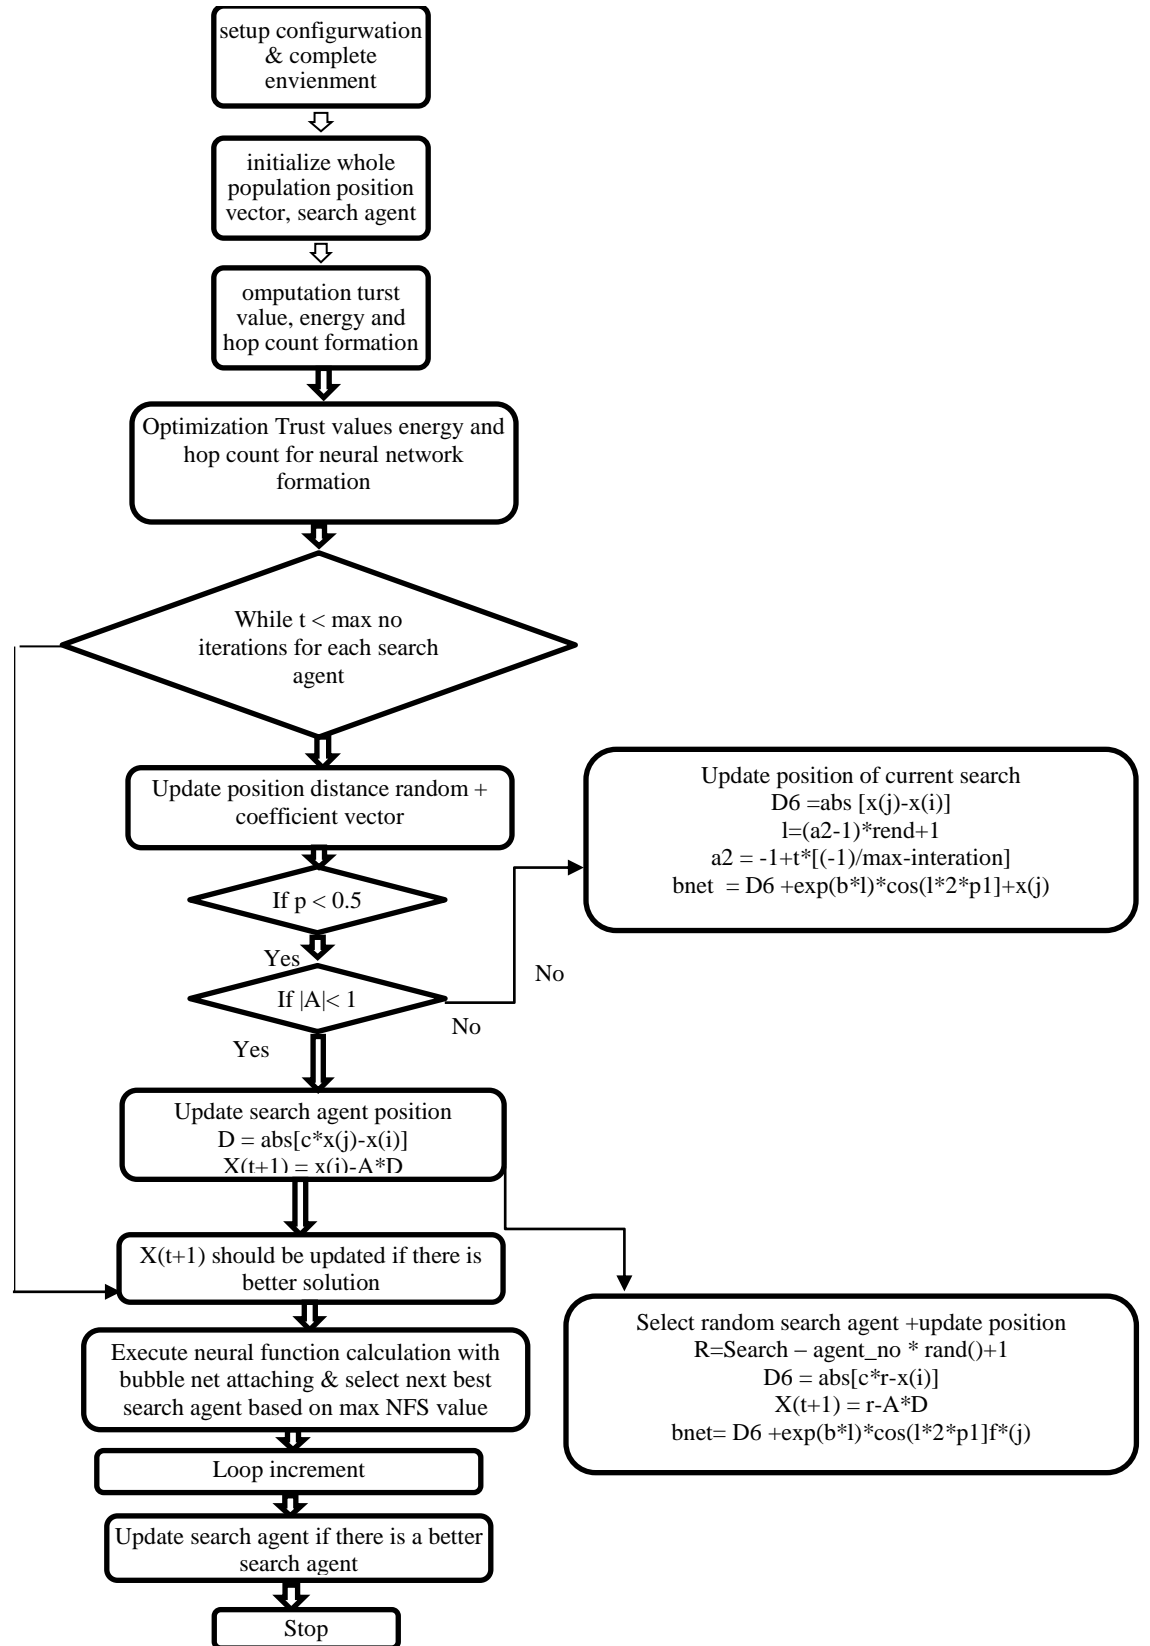 setup configurwation
& complete
envienment
initialize whole
population position
vector, search agent
omputation turst
value, energy and
hop count formation
Optimization Trust values energy and
hop count for neural network
formation
While t < max no
iterations for each search
agent
Update position distance random +
coefficient vector
Update position of current search
D6 =abs [x(j)-x(i)]
l=(a2-1)*rend+1
a2 = -1+t*[(-1)/max-interation]
bnet = D6 +exp(b*l)*cos(l*2*p1]+x(j)
If p < 0.5
Yes
No
If |A|< 1
No
Yes
Update search agent position
D = abs[c*x(j)-x(i)]
X(t+1) = x(i)-A*D
X(t+1) should be updated if there is
better solution
Select random search agent +update position
R=Search – agent_no * rand()+1
D6 = abs[c*r-x(i)]
X(t+1) = r-A*D
bnet= D6 +exp(b*l)*cos(l*2*p1]f*(j)
Execute neural function calculation with
bubble net attaching & select next best
search agent based on max NFS value
Loop increment
Update search agent if there is a better
search agent
Stop